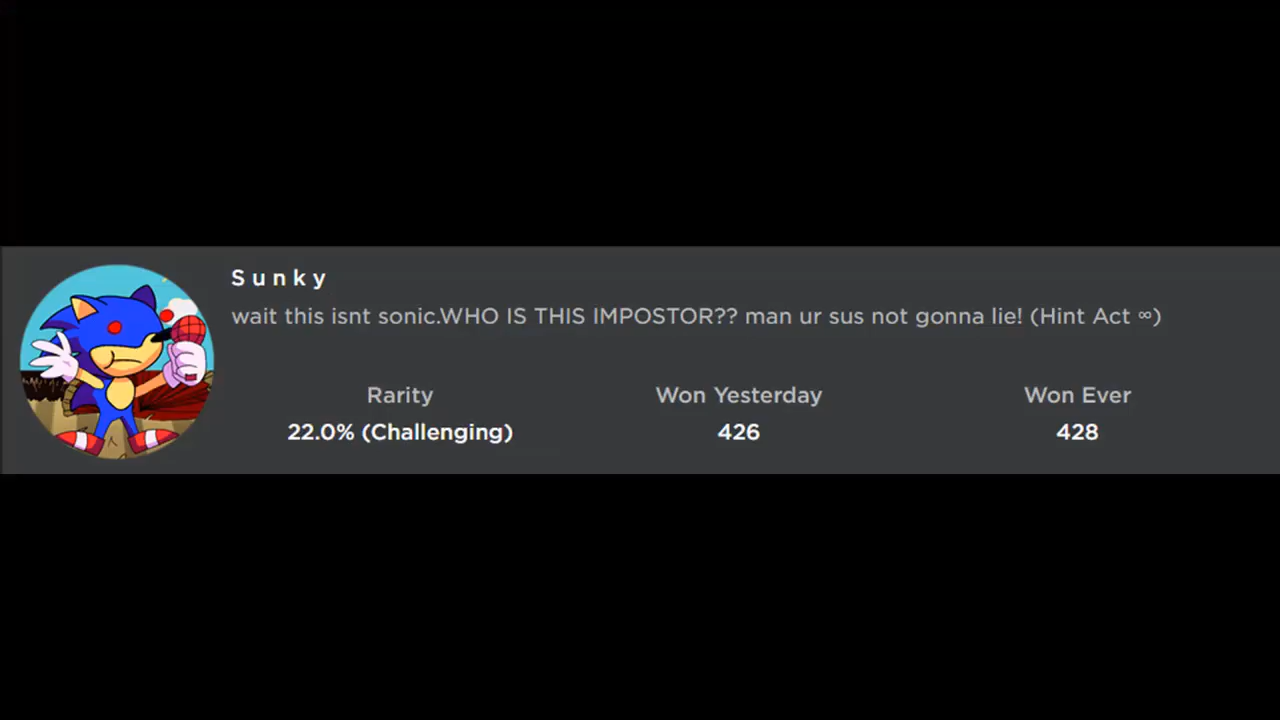 S u n k y
wait this isnt sonic.WHO IS THIS IMPOSTOR?? man ur sus not gonna lie! (Hint Act ∞)
Rarity Won Yesterday Won Ever
22.0% (Challenging) 426 428